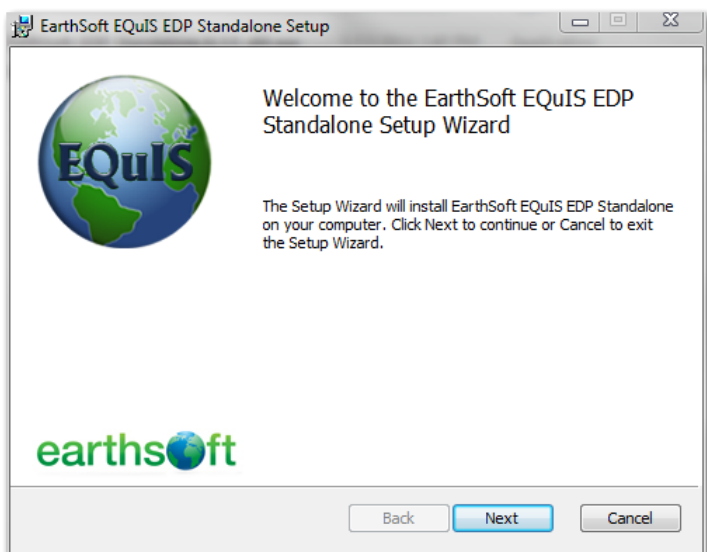 EarthSoft EQuIS EDP Standalone Setup
EQuIS
Welcome to the EarthSoft EQuIS EDP
Standalone Setup Wizard
The Setup Wizard will install EarthSoft EQuIS EDP Standalone
on your computer. Click Next to continue or Cancel to exit
the Setup Wizard.
earthsoft
Back
Next
Cancel